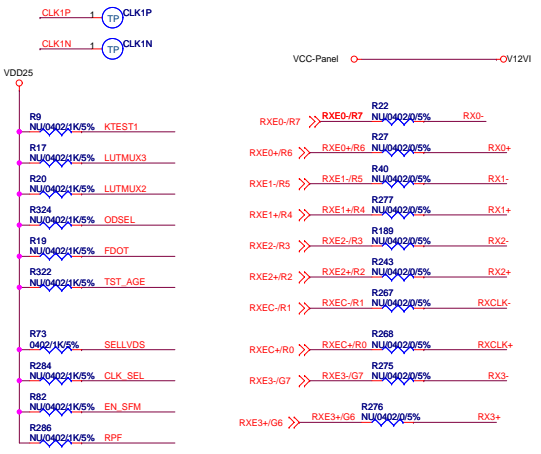 CLK1P 1 TP CLK1P
CLK1N 1 TP CLK1N
VCC-Panel V12VI
VDD25
R9
NU/0402/1K/5% KTEST1
R17
NU/0402/1K/5% LUTMUX3
R20
NU/0402/1K/5% LUTMUX2
R324
NU/0402/1K/5% ODSEL
R19
NU/0402/1K/5% FDOT
R322
NU/0402/1K/5% TST_AGE
R73
0402/1K/5% SELLVDS
R284
NU/0402/1K/5% CLK_SEL
R82
NU/0402/1K/5% EN_SFM
R286
NU/0402/1K/5% RPF
R22
RXE0-/R7 RXE0-/R7 NU/0402/0/5% RX0-
R27
RXE0+/R6 RXE0+/R6 NU/0402/0/5% RX0+
R40
RXE1-/R5 RXE1-/R5 NU/0402/0/5% RX1-
R277
RXE1+/R4 RXE1+/R4 NU/0402/0/5% RX1+
R189
RXE2-/R3 RXE2-/R3 NU/0402/0/5% RX2-
R243
RXE2+/R2 RXE2+/R2 NU/0402/0/5% RX2+
R267
RXEC-/R1 RXEC-/R1 NU/0402/0/5% RXCLK-
R268
RXEC+/R0 RXEC+/R0 NU/0402/0/5% RXCLK+
R275
RXE3-/G7 RXE3-/G7 NU/0402/0/5% RX3-
R276
RXE3+/G6 RXE3+/G6 NU/0402/0/5% RX3+